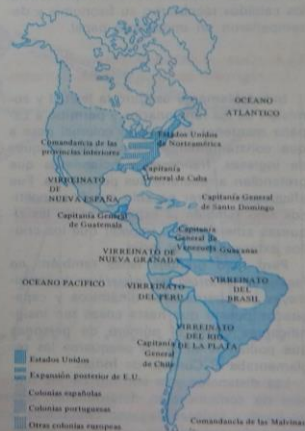 OCEANO
ATLANTICO
Estados Unidos
de Norteamérica
Comandancia de las
provincias interiores
Capitanía
General de Cuba
VIRREINATO
DE
NUEVA ESPAÑA
Capitanía General
de Santo Domingo
Capitanía General
de Guatemala
Capitanía
General de
Venezuela Guayanas
VIRREINATO DE
NUEVA GRANADA
OCEANO PACIFICO
VIRREINATO
DEL PERU
VIRREINATO
DEL
BRASIL
VIRREINATO
DEL RIO
DE LA PLATA
Capitanía
General
de Chile
Estados Unidos
Expansión posterior de E.U.
Colonias españolas
Colonias portuguesas
Otras colonias europeas
Comandancia de las Malvinas